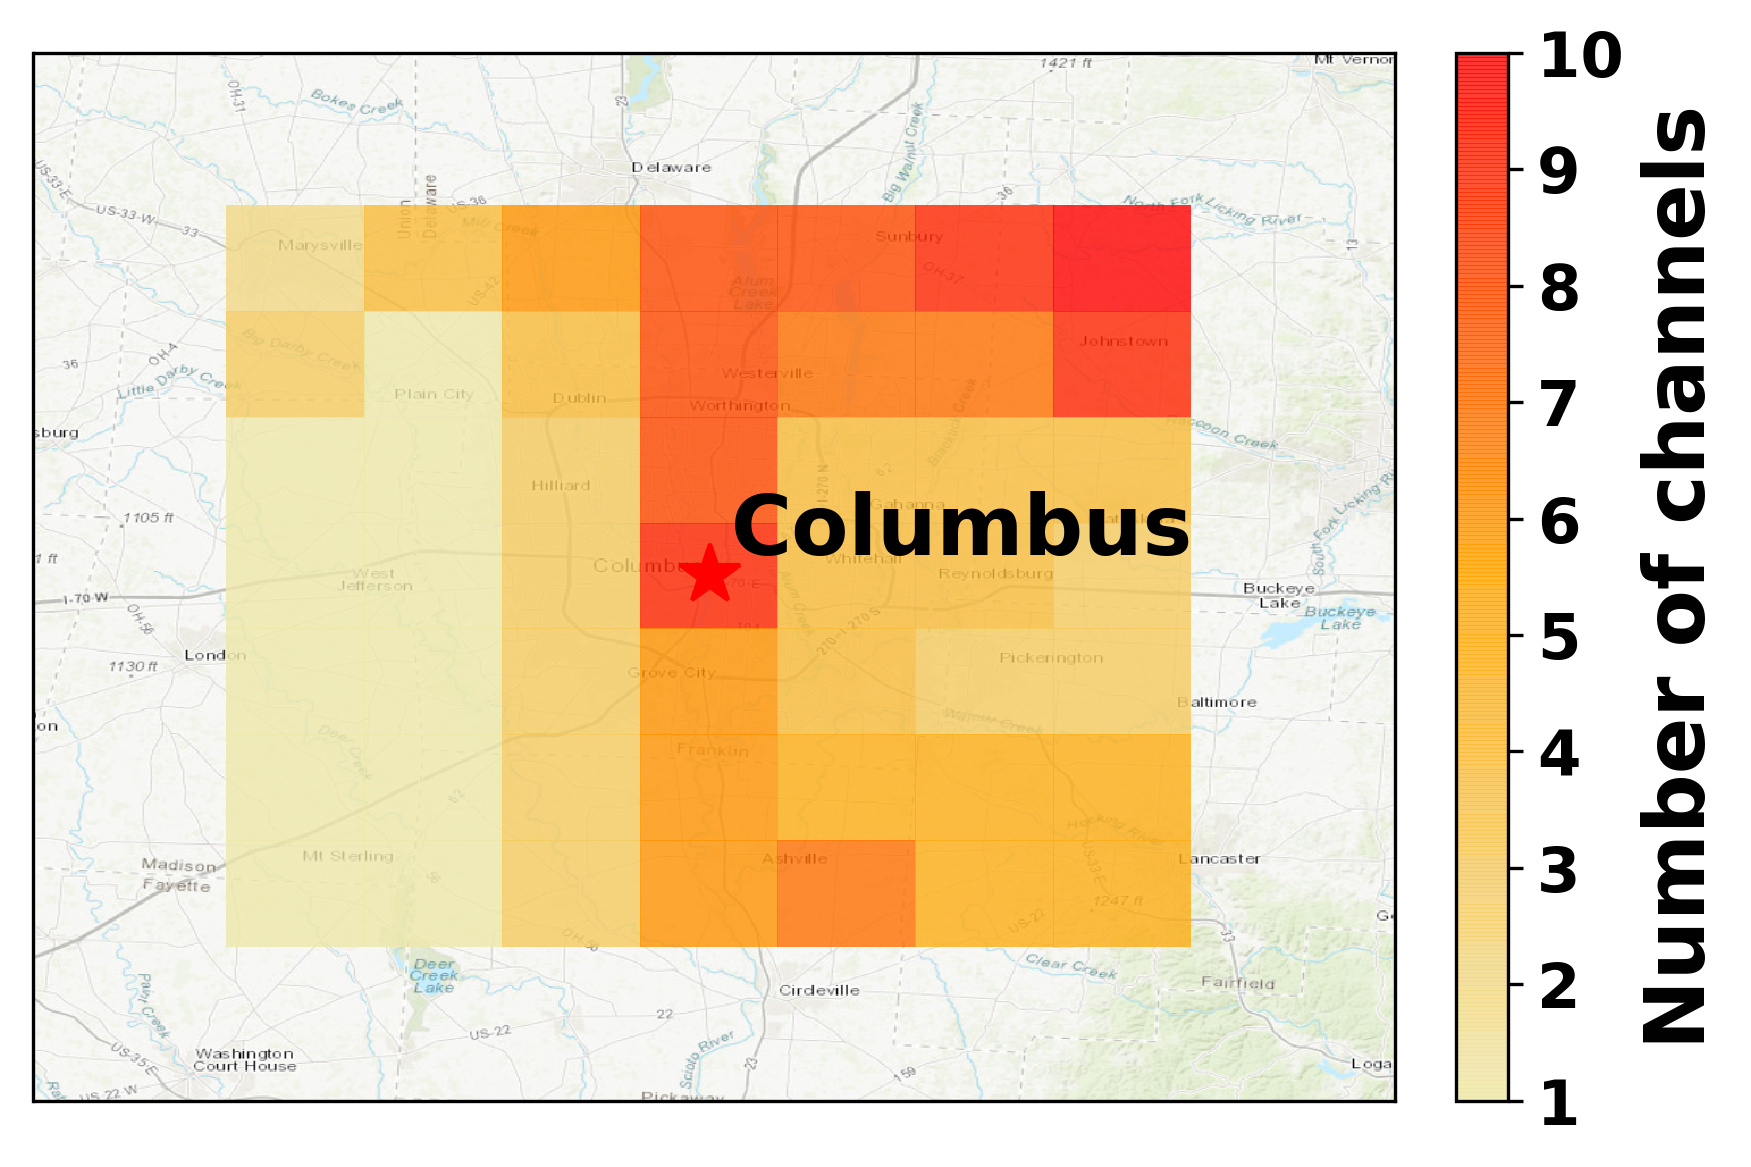 1421 ft
Mt Vernon
OH-31
Bokes Creek
23
Big Walnut Creek
Delaware
US-33-E
US-33-W
33
Union
Delaware
US-36
36
North Fork Licking River
13
Mill Creek
Marysville
Sunbury
US-42
Alum
Creek
Lake
OH-37
Big Darby Creek
OH-4
36
Little Darby Creek
Plain City
Dublin
Westerville
Worthington
Johnstown
sburg
Raccoon Creek
Hilliard
I-270 N
62
Gahanna
South Fork Licking Ri
1105 ft
Columbus
1 ft
Columbus
Whitehall
Reynoldsburg
West
Jefferson
70-E
Alum Creek
I-70 W
Buckeye
Lake
Buckeye
Lake
OH-56
104
270-I-270 S
London
1130 ft
Grove City
Pickerington
on
Baltimore
Walnut Creek
Deer Creek
Franklin
62
Hocking River
Mt Sterling
Ashville
US-33-E
Lancaster
Madison
Fayette
1247 ft
US-22
33
Deer
Creek
Lake
Clear Creek
Paint Creek
Circleville
Fairfield
22
US-22
US-35 E
Washington
Court House
Scioto River
23
159
Loga
US 22 W
Pickaway
10
9
8
7
6
5
4
3
2
1
Number of channels